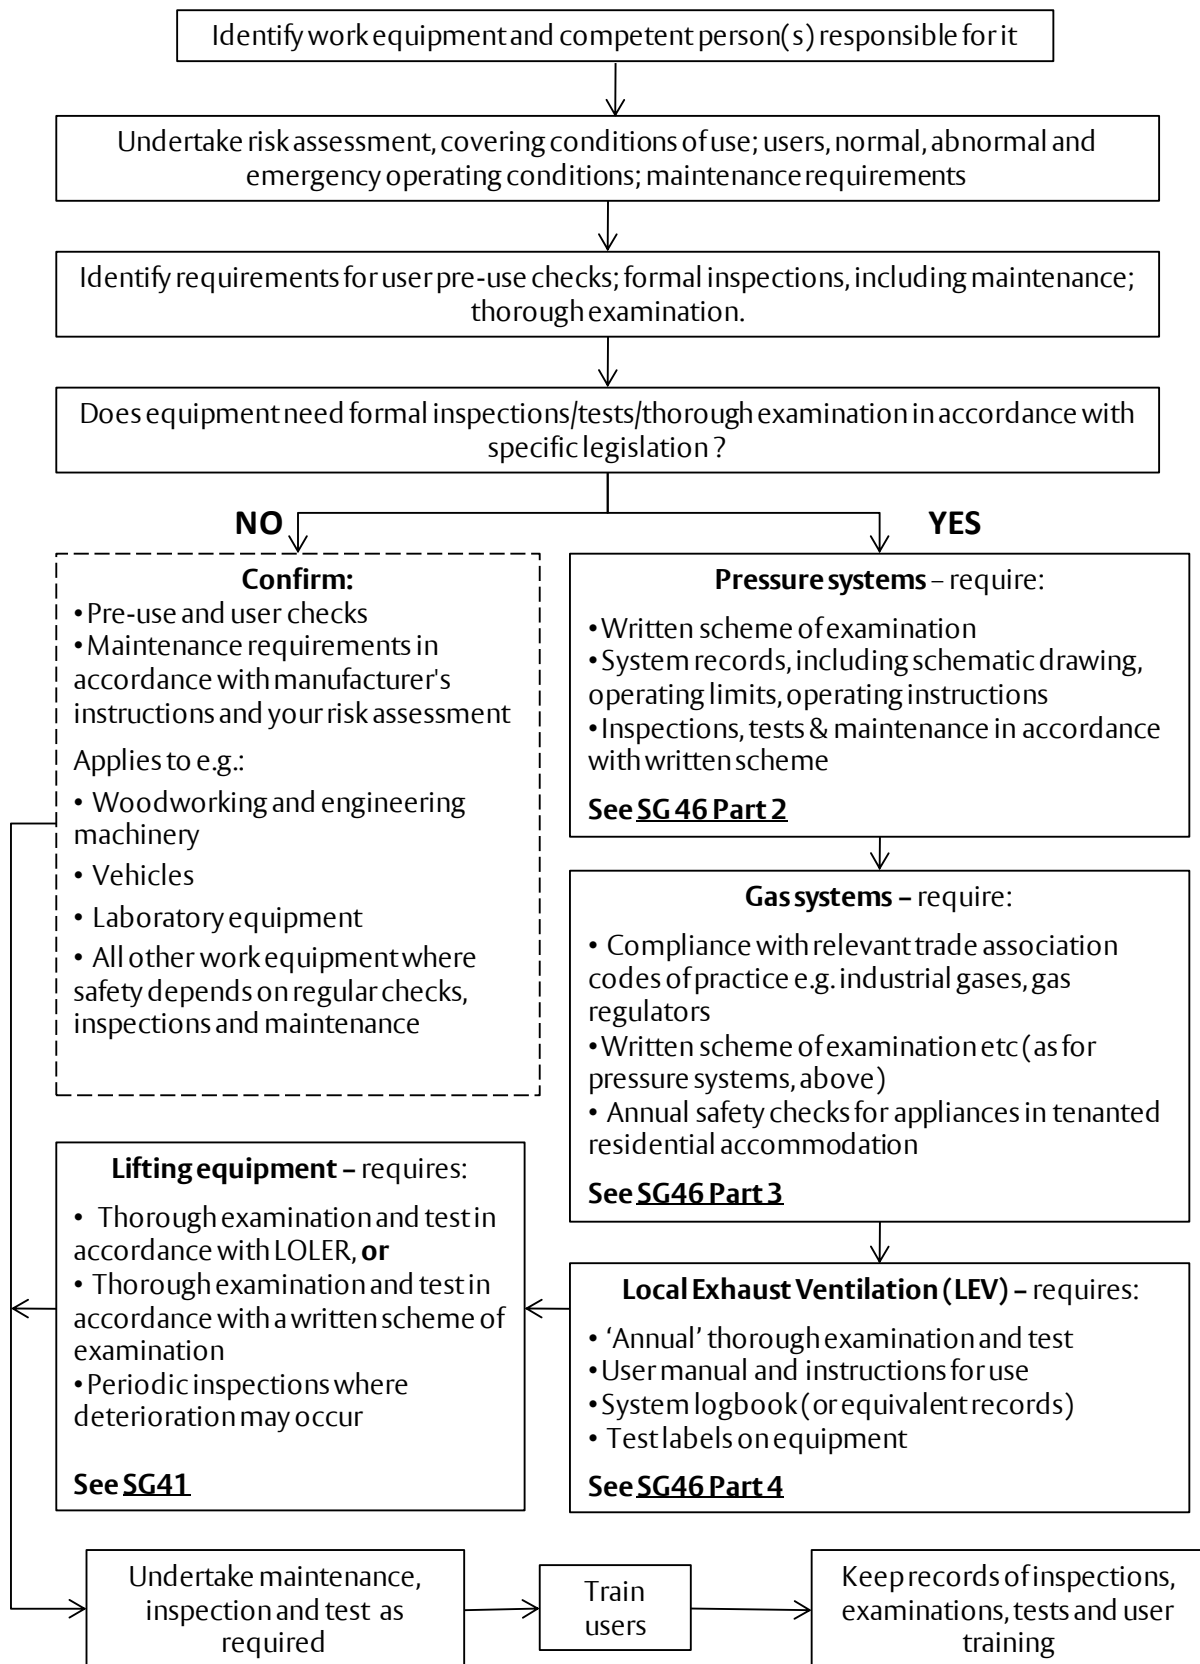 Identify work equipment and competent person(s) responsible for it
Undertake risk assessment, covering conditions of use; users, normal, abnormal and
emergency operating conditions; maintenance requirements
Identify requirements for user pre-use checks; formal inspections, including maintenance;
thorough examination.
Does equipment need formal inspections/tests/thorough examination in accordance with
specific legislation ?
NO
YES
Confirm:
• Pre-use and user checks
• Maintenance requirements in
accordance with manufacturer's
instructions and your risk assessment
Applies to e.g.:
• Woodworking and engineering
machinery
• Vehicles
• Laboratory equipment
• All other work equipment where
safety depends on regular checks,
inspections and maintenance
Pressure systems – require:
• Written scheme of examination
• System records, including schematic drawing,
operating limits, operating instructions
• Inspections, tests & maintenance in accordance
with written scheme
See SG 46 Part 2
Gas systems – require:
• Compliance with relevant trade association
codes of practice e.g. industrial gases, gas
regulators
• Written scheme of examination etc (as for
pressure systems, above)
• Annual safety checks for appliances in tenanted
residential accommodation
See SG46 Part 3
Local Exhaust Ventilation (LEV) – requires:
• ‘Annual’ thorough examination and test
• User manual and instructions for use
• System logbook (or equivalent records)
• Test labels on equipment
See SG46 Part 4
Lifting equipment – requires:
• Thorough examination and test in
accordance with LOLER, or
• Thorough examination and test in
accordance with a written scheme of
examination
• Periodic inspections where
deterioration may occur
See SG41
Undertake maintenance,
inspection and test as
required
Train
users
Keep records of inspections,
examinations, tests and user
training